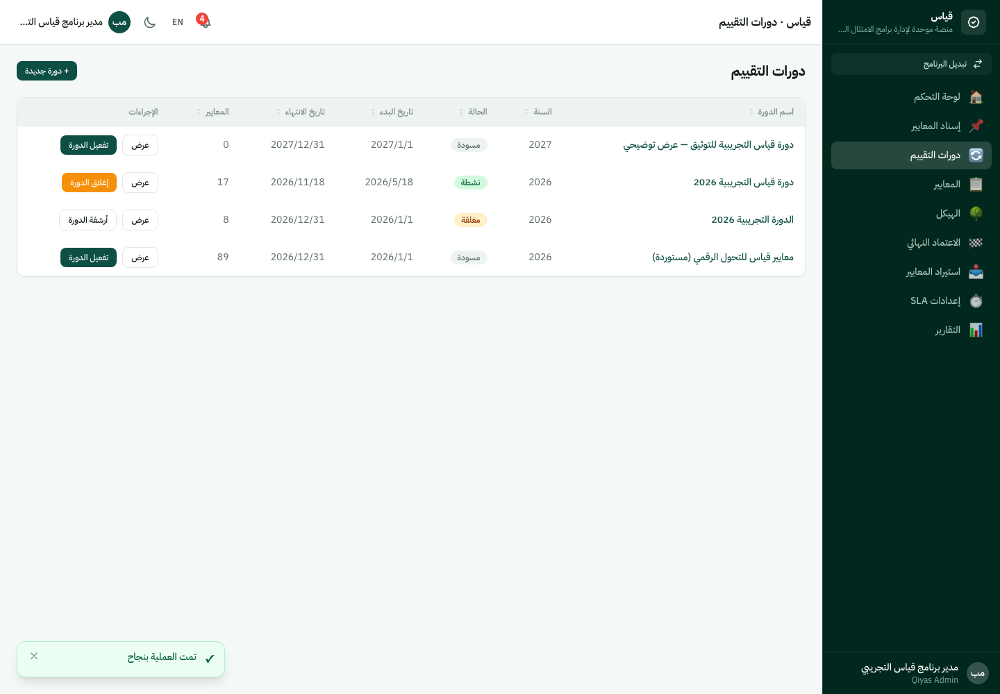 قياس
منصة موحدة لإدارة برامج الامتثال ال...
تبديل البرنامج
لوحة التحكم
إسناد المعايير
دورات التقييم
المعايير
الهيكل
الاعتماد النهائي
استيراد المعايير
إعدادات SLA
التقارير
مب
مدير برنامج قياس التجريبي
Qiyas Admin
قياس · دورات التقييم
4
EN
مب
مدير برنامج قياس الت...
دورات التقييم
+ دورة جديدة
اسم الدورة السنة الحالة تاريخ البدء تاريخ الانتهاء المعايير الإجراءات
دورة قياس التجريبية للتوثيق — عرض توضيحي 2027 مسودة 2027/1/1 2027/12/31 0 عرض تفعيل الدورة
دورة قياس التجريبية 2026 2026 نشطة 2026/5/18 2026/11/18 17 عرض إغلاق الدورة
الدورة التجريبية 2026 2026 مغلقة 2026/1/1 2026/12/31 8 عرض أرشفة الدورة
معايير قياس للتحول الرقمي (مستوردة) 2026 مسودة 2026/1/1 2026/12/31 89 عرض تفعيل الدورة
تمت العملية بنجاح